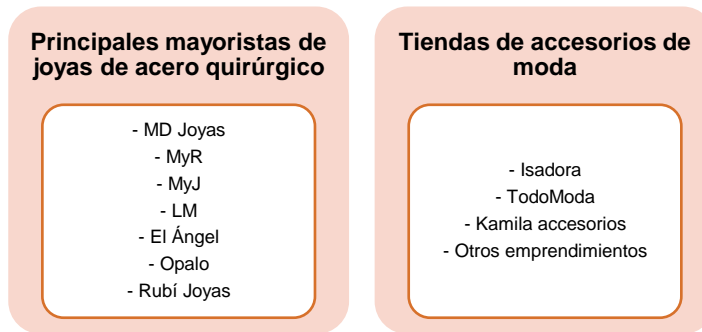 Principales mayoristas de
joyas de acero quirúrgico
- MD Joyas
- MyR
- MyJ
- LM
- El Ángel
- Opalo
- Rubí Joyas
Tiendas de accesorios de
moda
- Isadora
- TodoModa
- Kamila accesorios
- Otros emprendimientos